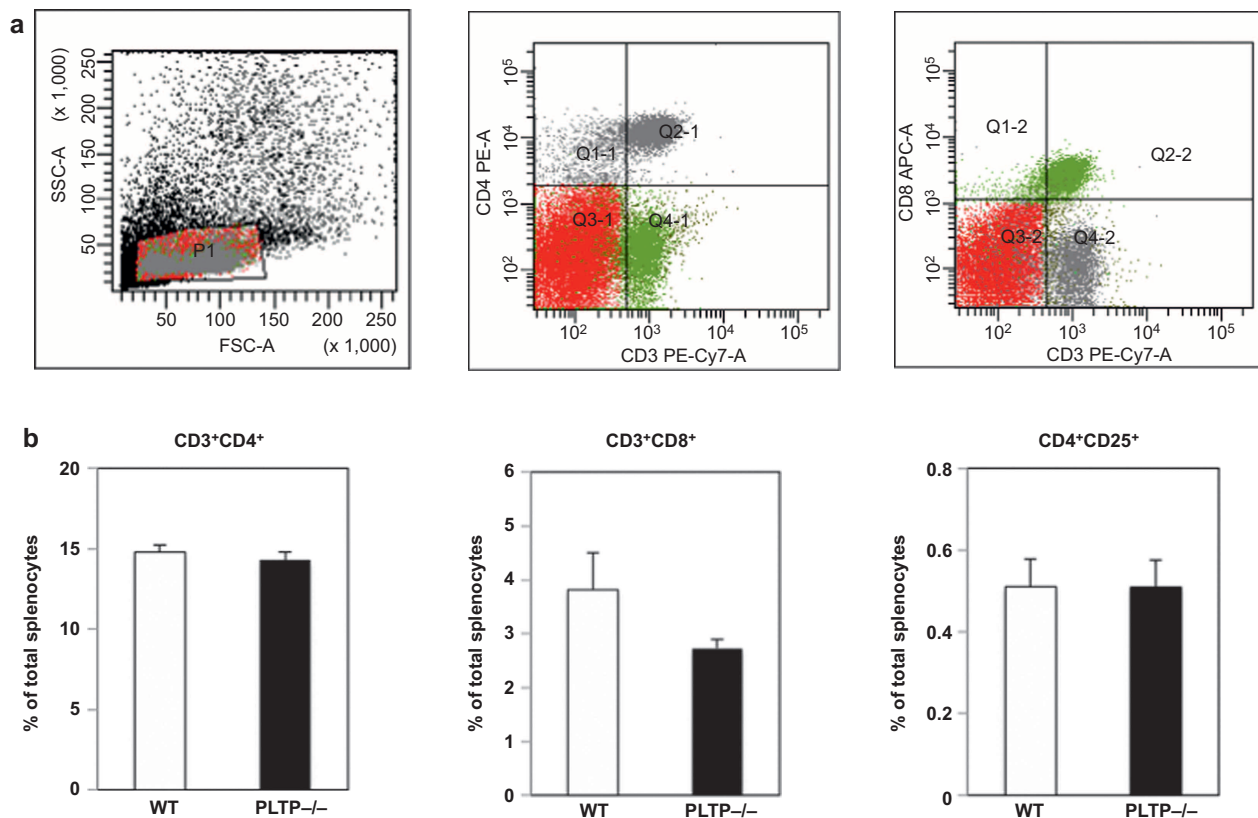 a
SSC-A (x 1,000)
250
200
150
100
50
P1
50 100 150 200 250
FSC-A (x 1,000)
CD4 PE-A
10⁵
10⁴
10³
10²
Q1-1
Q2-1
Q3-1
Q4-1
10² 10³ 10⁴ 10⁵
CD3 PE-Cy7-A
CD8 APC-A
10⁵
10⁴
10³
10²
Q1-2
Q2-2
Q3-2
Q4-2
10² 10³ 10⁴ 10⁵
CD3 PE-Cy7-A
b
CD3⁺CD4⁺
% of total splenocytes
20
15
10
5
0
WT PLTP–/–
CD3⁺CD8⁺
% of total splenocytes
6
5
4
3
2
1
0
WT PLTP–/–
CD4⁺CD25⁺
% of total splenocytes
0.8
0.6
0.4
0.2
0
WT PLTP–/–